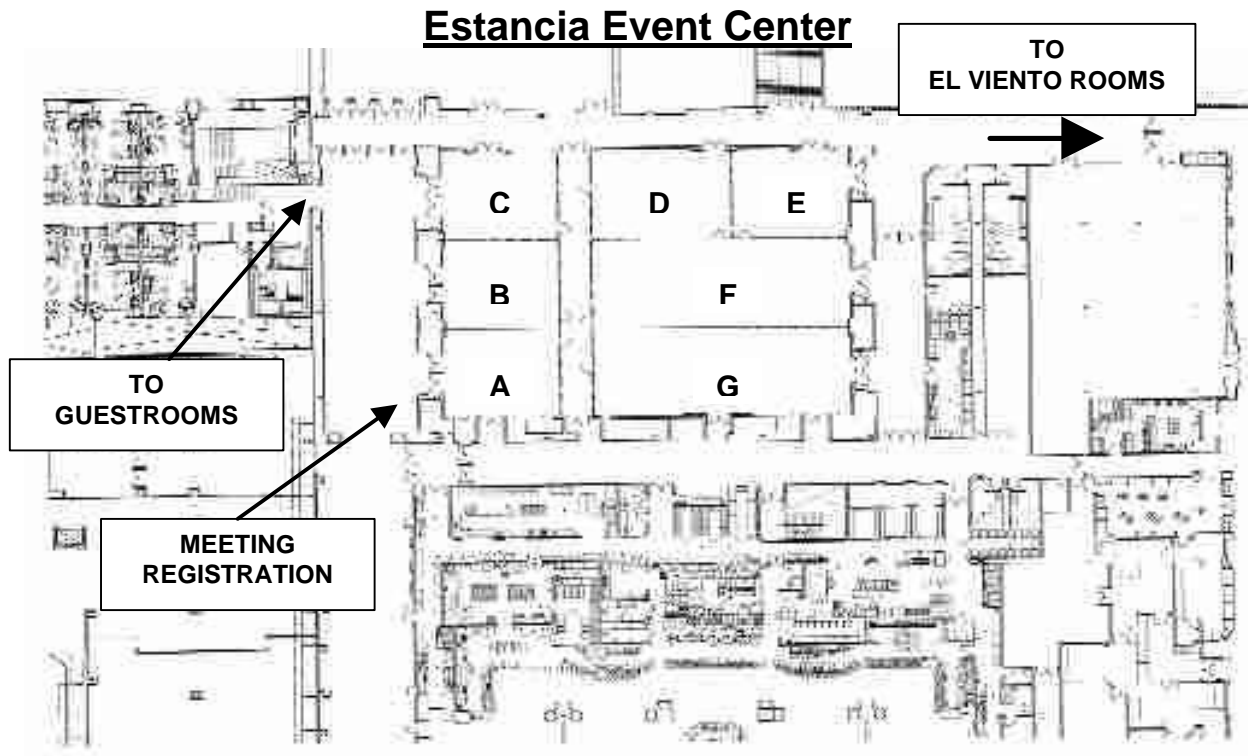 Estancia Event Center
TO
EL VIENTO ROOMS
C
D
E
B
F
A
G
TO
GUESTROOMS
MEETING
REGISTRATION